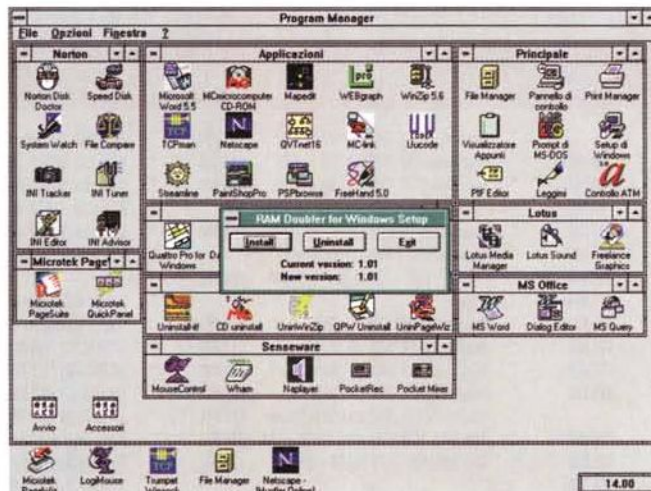 Program Manager
File Opzioni Finestra ?
Norton
Norton Disk Doctor
Speed Disk
System Watch
File Compare
INI Tracker
INI Tuner
INI Editor
INI Advisor
Microtek Page
Microtek PageSuite
Microtek QuickPanel
Avvio
Accessori
Applicazioni
Microsoft Word 5.5
MCmicrocomputer CD-ROM
Mapedit
WEBgraph
WinZip 5.6
TCPman
Netscape
QVTnet16
MC-link
Uucode
Streamline
PaintShopPro
PSPbrowse
FreeHand 5.0
Quattro Pro for Windows
RAM Doubler for Windows Setup
Install
Uninstall
Exit
Current version: 1.01
New version: 1.01
CD uninstall
UninWinZip
QPW Uninstall
UninPageWiz
Senseware
MouseControl
Wham
Naplayer
PocketRec
Pocket Mixer
Principale
File Manager
Pannello di controllo
Print Manager
Visualizzatore Appunti
Prompt di MS-DOS
Setup di Windows
PIF Editor
Leggimi
Controllo ATM
Lotus
Lotus Media Manager
Lotus Sound
Freelance Graphics
MS Office
MS Word
Dialog Editor
MS Query
Microtek
LogiMouse
Trumpet
File Manager
Netscape -
14.00